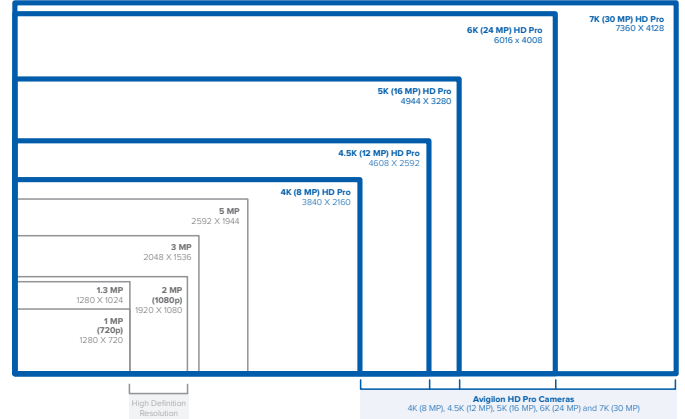 7K (30 MP) HD Pro
7360 X 4128
6K (24 MP) HD Pro
6016 x 4008
5K (16 MP) HD Pro
4944 X 3280
4.5K (12 MP) HD Pro
4608 X 2592
4K (8 MP) HD Pro
3840 X 2160
5 MP
2592 X 1944
3 MP
2048 X 1536
1.3 MP
1280 X 1024
2 MP
(1080p)
1920 X 1080
1 MP
(720p)
1280 X 720
High Definition
Resolution
Avigilon HD Pro Cameras
4K (8 MP), 4.5K (12 MP), 5K (16 MP), 6K (24 MP) and 7K (30 MP)